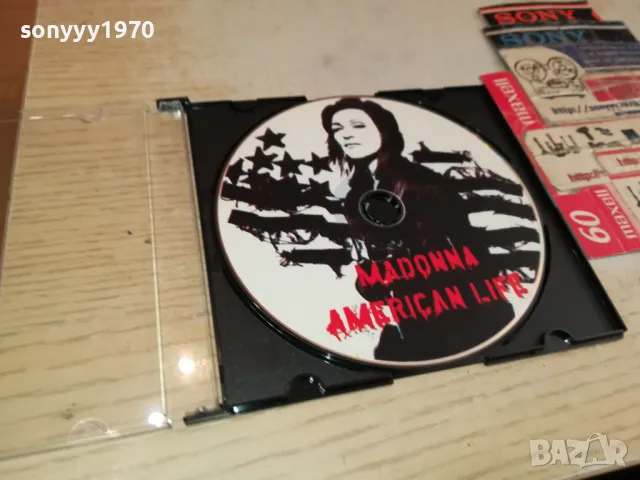 sonyyy1970
SONY
SONY
maxell
maxell
60
MADONNA
AMERICAN LIFE
BAZAR